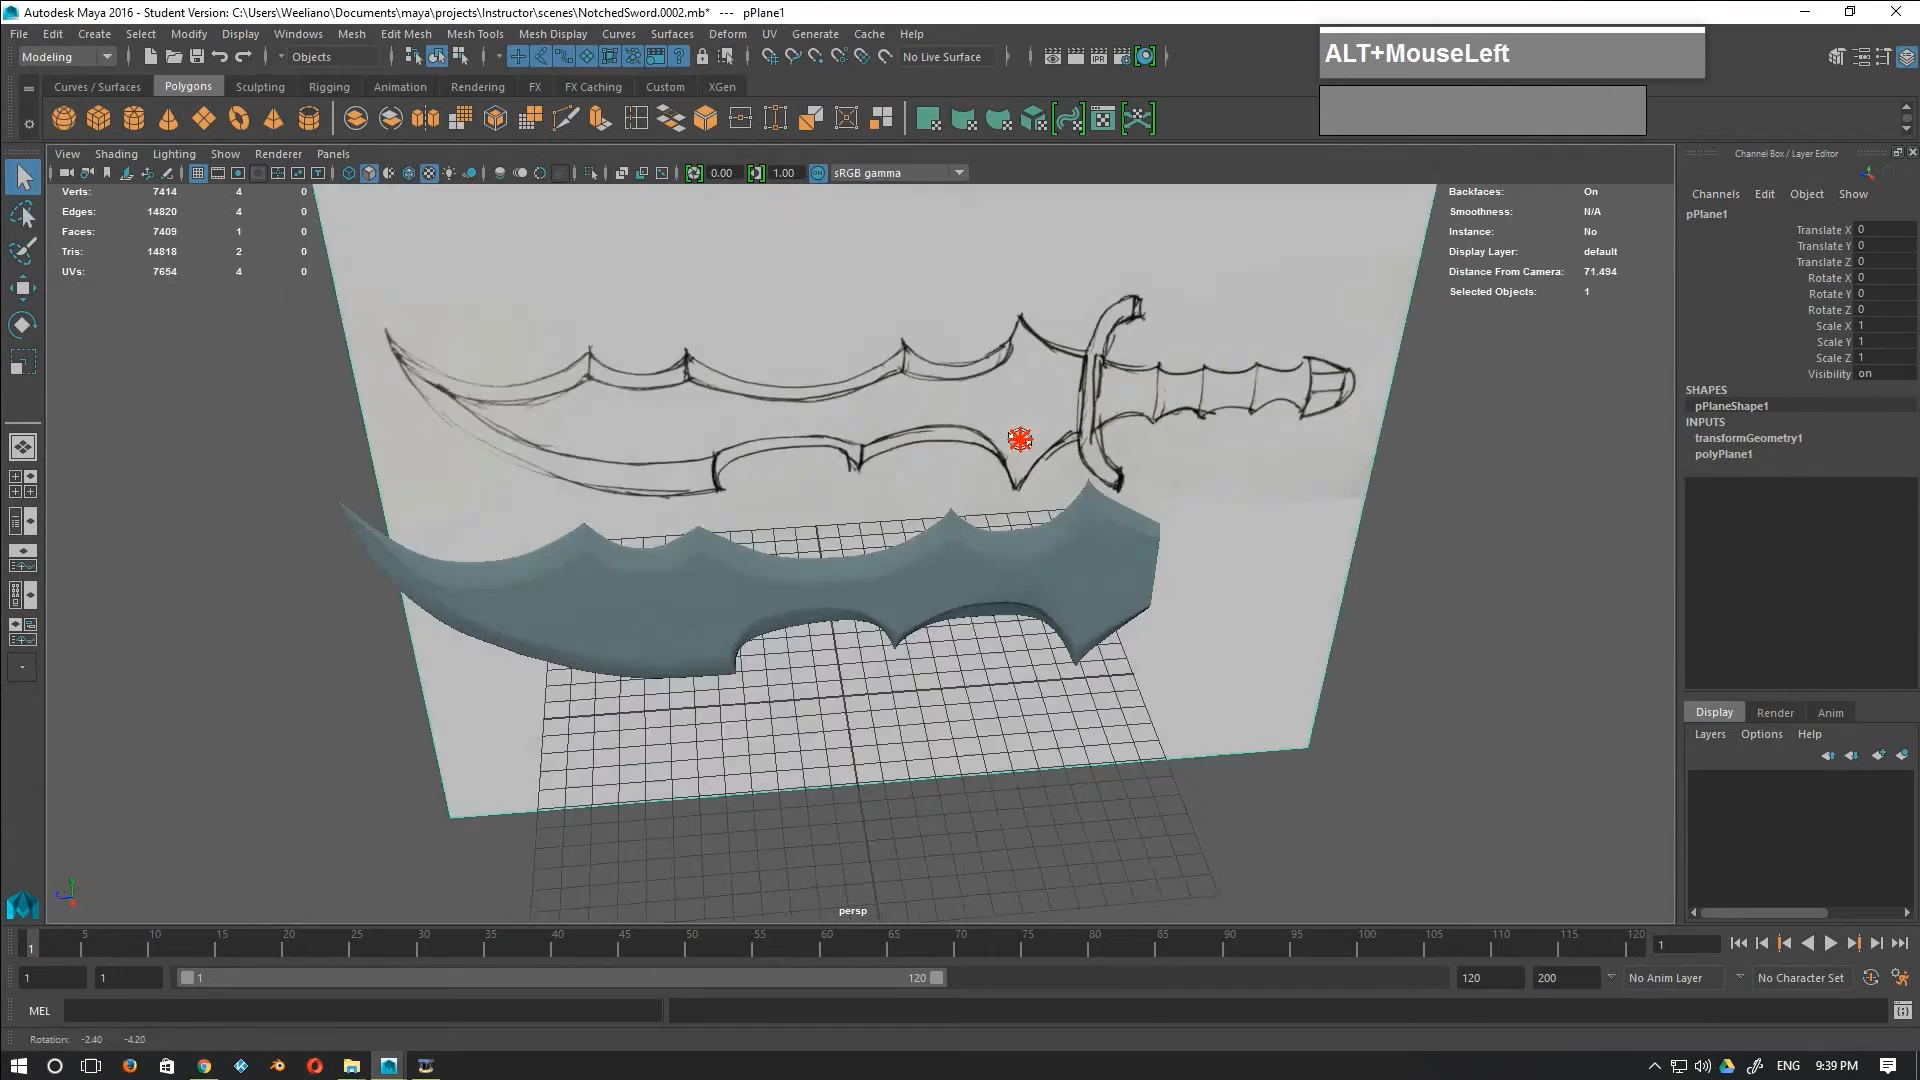 Autodesk Maya 2016 - Student Version: C:\Users\Weeliano\Documents\maya\projects\Instructor\scenes\NotchedSword.0002.mb*  ---  pPlane1
File Edit Create Select Modify Display Windows Mesh Edit Mesh Mesh Tools Mesh Display Curves Surfaces Deform UV Generate Cache Help
ALT+MouseLeft
Modeling Objects No Live Surface IPR
Curves / Surfaces Polygons Sculpting Rigging Animation Rendering FX FX Caching Custom XGen
View Shading Lighting Show Renderer Panels
0.00 1.00 ON sRGB gamma
Channel Box / Layer Editor
Channels Edit Object Show
Verts: 7414 4 0
Edges: 14820 4 0
Faces: 7409 1 0
Tris: 14818 2 0
UVs: 7654 4 0
Backfaces: On
Smoothness: N/A
Instance: No
Display Layer: default
Distance From Camera: 71.494
Selected Objects: 1
pPlane1
Translate X 0
Translate Y 0
Translate Z 0
Rotate X 0
Rotate Y 0
Rotate Z 0
Scale X 1
Scale Y 1
Scale Z 1
Visibility on
SHAPES
pPlaneShape1
INPUTS
transformGeometry1
polyPlane1
Display Render Anim
Layers Options Help
persp
1 5 10 15 20 25 30 35 40 45 50 55 60 65 70 75 80 85 90 95 100 105 110 115 120 1
1 1 1 120 120 200 No Anim Layer No Character Set
MEL
Rotation: -2.40 -4.20
ENG 9:39 PM